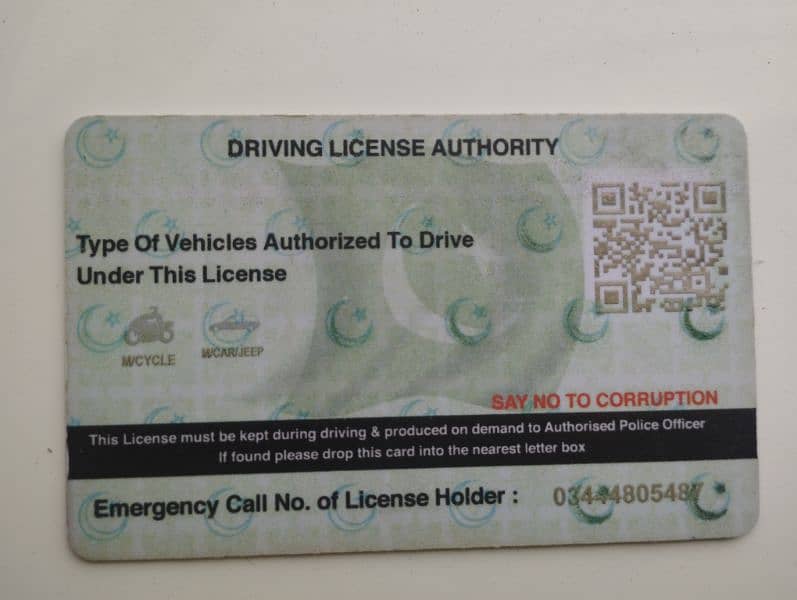 DRIVING LICENSE AUTHORITY
Type Of Vehicles Authorized To Drive
Under This License
M/CYCLE
M/CAR/JEEP
SAY NO TO CORRUPTION
This License must be kept during driving & produced on demand to Authorised Police Officer
If found please drop this card into the nearest letter box
Emergency Call No. of License Holder : 03444805487